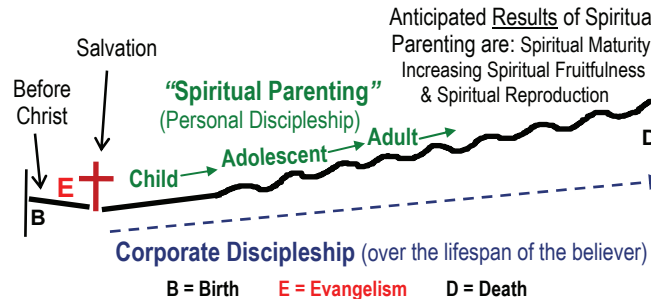 Anticipated Results of Spiritual
Parenting are: Spiritual Maturity
Increasing Spiritual Fruitfulness
& Spiritual Reproduction
Salvation
Before
Christ
“Spiritual Parenting”
(Personal Discipleship)
Child
Adolescent
Adult
E
B
D
Corporate Discipleship (over the lifespan of the believer)
B = Birth E = Evangelism D = Death